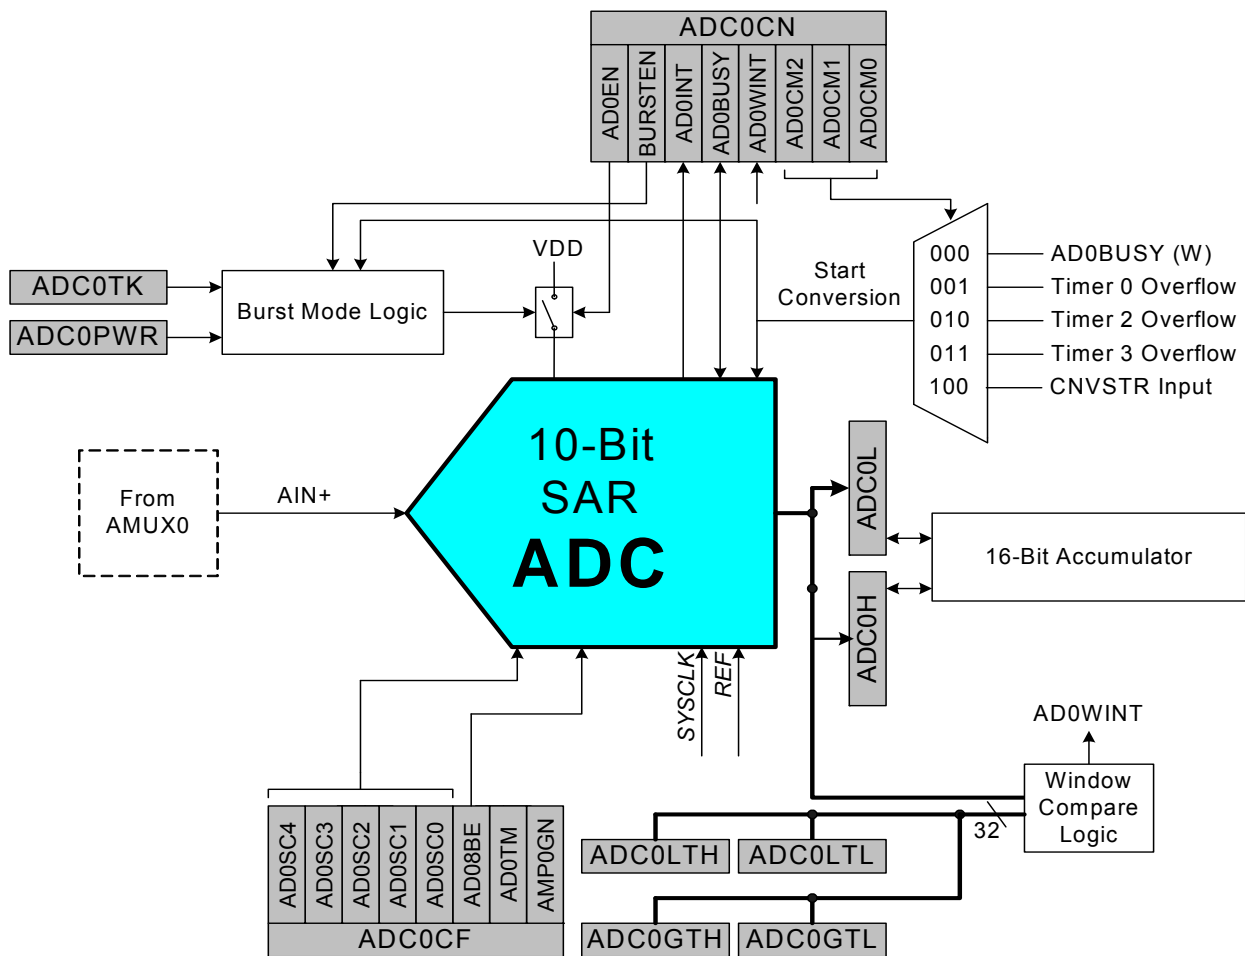 ADC0CN
AD0EN
BURSTEN
AD0INT
AD0BUSY
AD0WINT
AD0CM2
AD0CM1
AD0CM0
VDD
ADC0TK
ADC0PWR
Burst Mode Logic
Start
Conversion
000
001
010
011
100
AD0BUSY (W)
Timer 0 Overflow
Timer 2 Overflow
Timer 3 Overflow
CNVSTR Input
From
AMUX0
AIN+
10-Bit
SAR
ADC
ADC0L
ADC0H
16-Bit Accumulator
SYSCLK
REF
AD0WINT
Window
Compare
Logic
32
AD0SC4
AD0SC3
AD0SC2
AD0SC1
AD0SC0
AD08BE
AD0TM
AMP0GN
ADC0CF
ADC0LTH
ADC0LTL
ADC0GTH
ADC0GTL